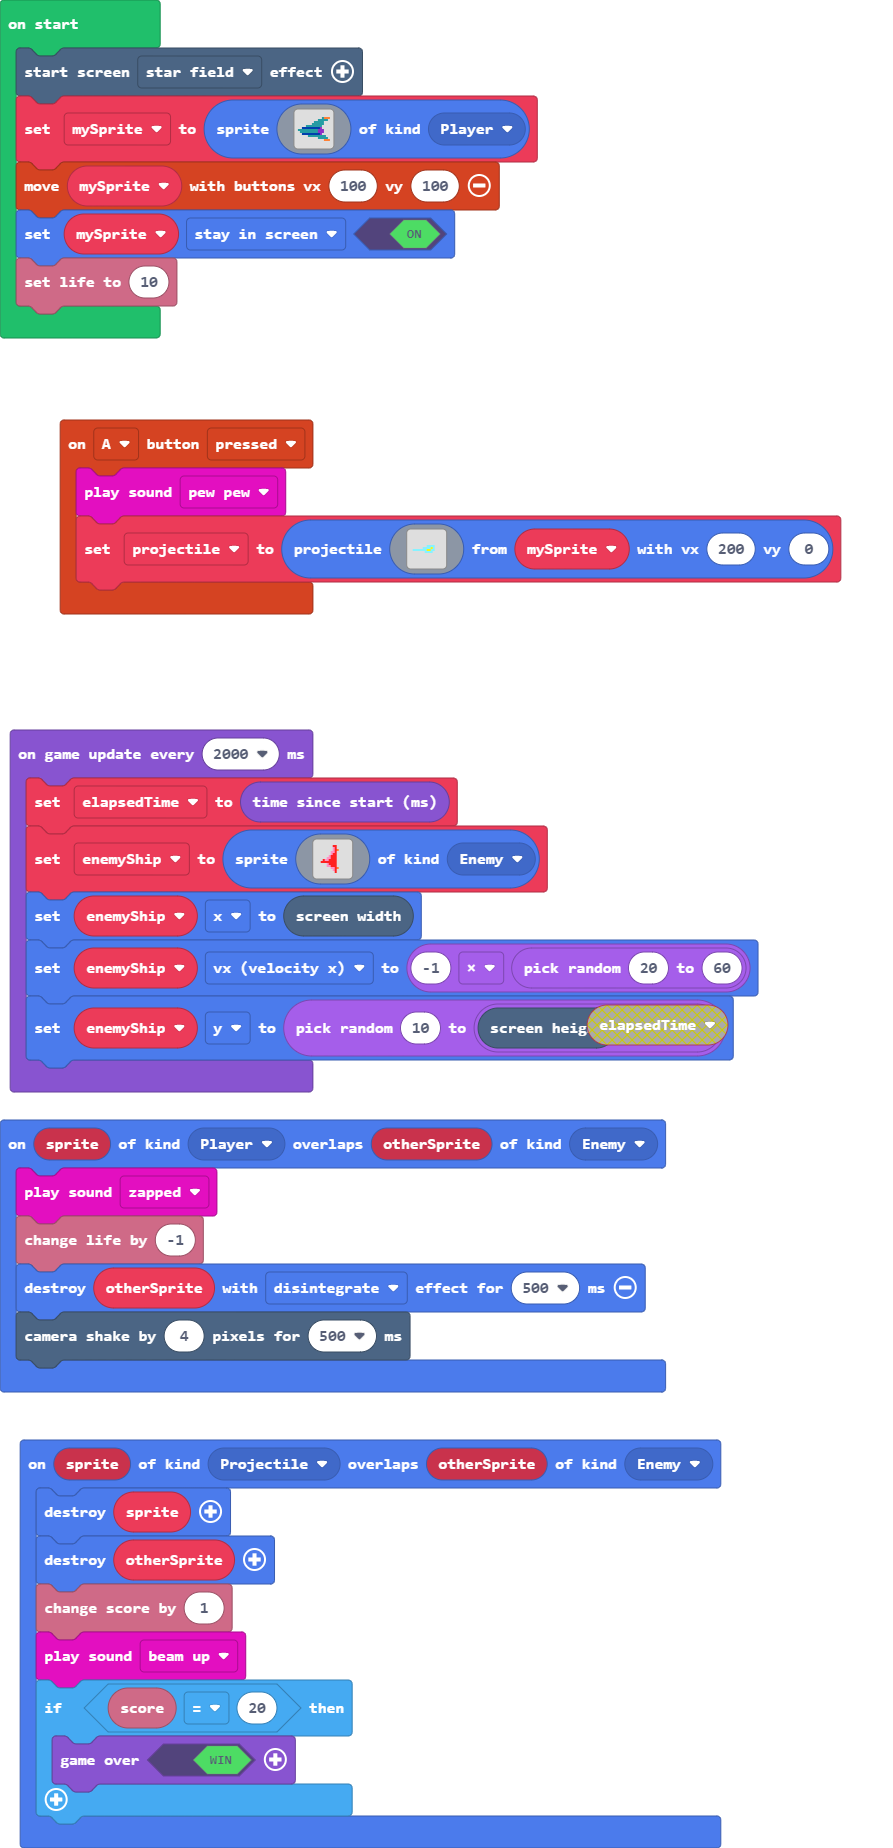 on start
start screen star field effect
set mySprite to sprite of kind Player
move mySprite with buttons vx 100 vy 100
set mySprite stay in screen ON
set life to 10
on A button pressed
play sound pew pew
set projectile to projectile from mySprite with vx 200 vy 0
on game update every 2000 ms
set elapsedTime to time since start (ms)
set enemyShip to sprite of kind Enemy
set enemyShip x to screen width
set enemyShip vx (velocity x) to -1 × pick random 20 to 60
set enemyShip y to pick random 10 to screen heig elapsedTime
on sprite of kind Player overlaps otherSprite of kind Enemy
play sound zapped
change life by -1
destroy otherSprite with disintegrate effect for 500 ms
camera shake by 4 pixels for 500 ms
on sprite of kind Projectile overlaps otherSprite of kind Enemy
destroy sprite
destroy otherSprite
change score by 1
play sound beam up
if score = 20 then
game over WIN